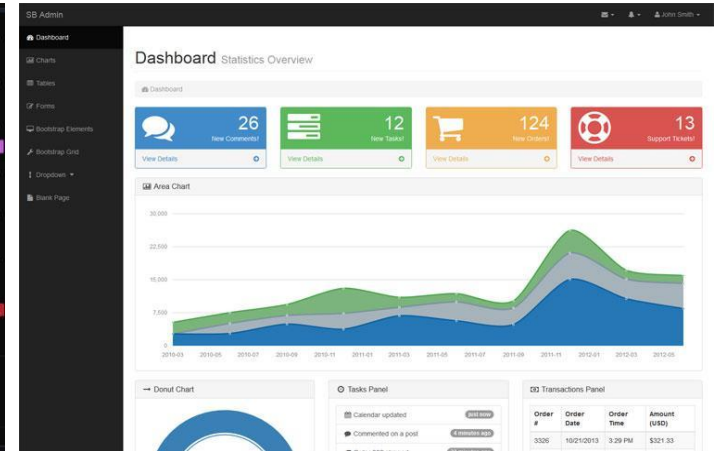 SB Admin
John Smith
Dashboard
Charts
Tables
Forms
Bootstrap Elements
Bootstrap Grid
Dropdown
Blank Page
Dashboard Statistics Overview
Dashboard
26
New Comments!
View Details
12
New Tasks!
View Details
124
New Orders!
View Details
13
Support Tickets!
View Details
Area Chart
30,000
22,500
15,000
7,500
0
2010-03 2010-05 2010-07 2010-09 2010-11 2011-01 2011-03 2011-05 2011-07 2011-09 2011-11 2012-01 2012-03 2012-05
Donut Chart
Tasks Panel
Calendar updated just now
Commented on a post 4 minutes ago
Transactions Panel
Order # Order Date Order Time Amount (USD)
3326 10/21/2013 3:29 PM $321.33